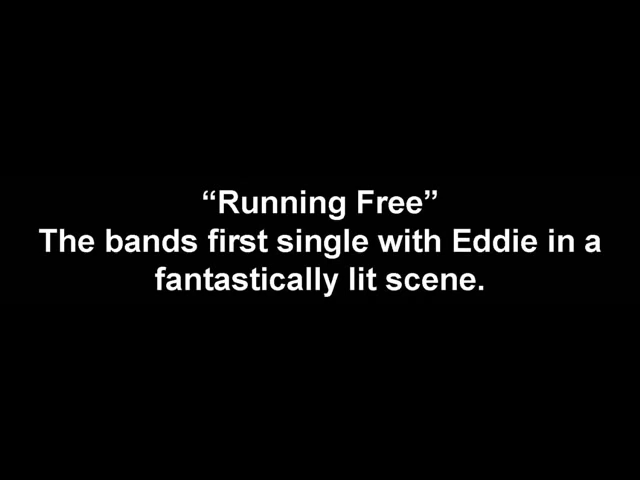 “Running Free”
The bands first single with Eddie in a
fantastically lit scene.